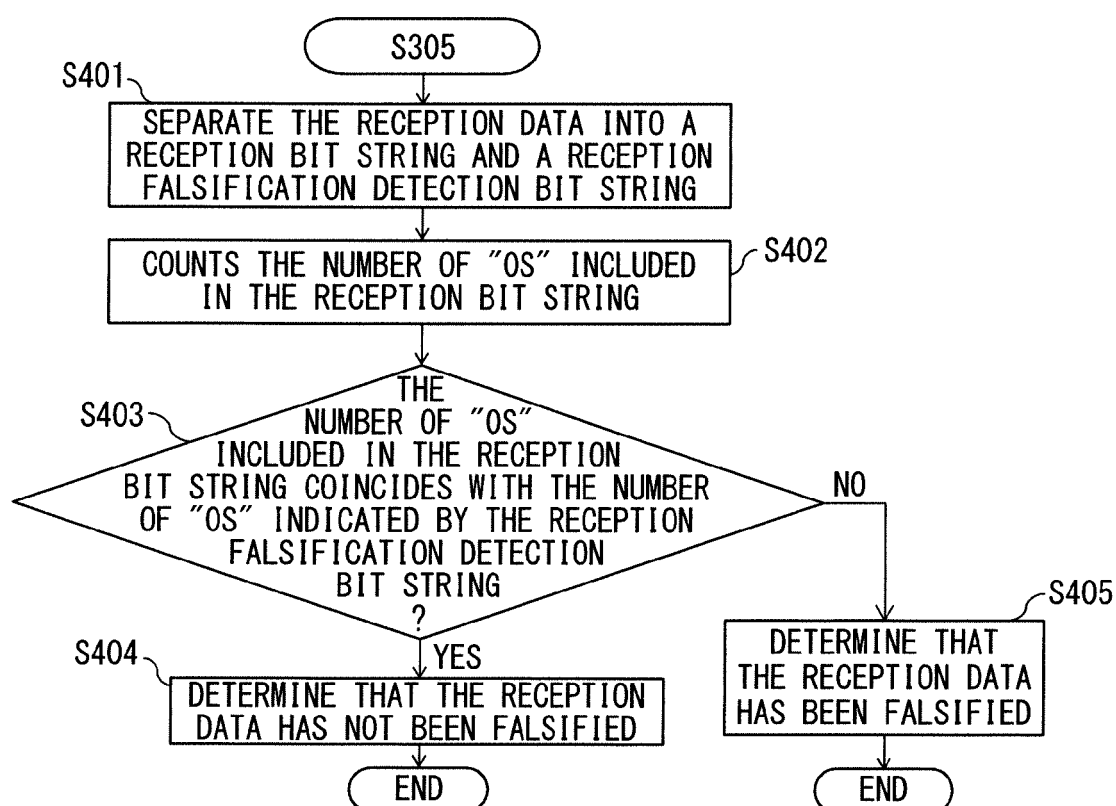 S305
S401
SEPARATE THE RECEPTION DATA INTO A
RECEPTION BIT STRING AND A RECEPTION
FALSIFICATION DETECTION BIT STRING
S402
COUNTS THE NUMBER OF "0S" INCLUDED
IN THE RECEPTION BIT STRING
S403
THE
NUMBER OF "0S"
INCLUDED IN THE RECEPTION
BIT STRING COINCIDES WITH THE NUMBER
OF "0S" INDICATED BY THE RECEPTION
FALSIFICATION DETECTION
BIT STRING
?
NO
YES
S404
DETERMINE THAT THE RECEPTION
DATA HAS NOT BEEN FALSIFIED
END
S405
DETERMINE THAT
THE RECEPTION DATA
HAS BEEN FALSIFIED
END